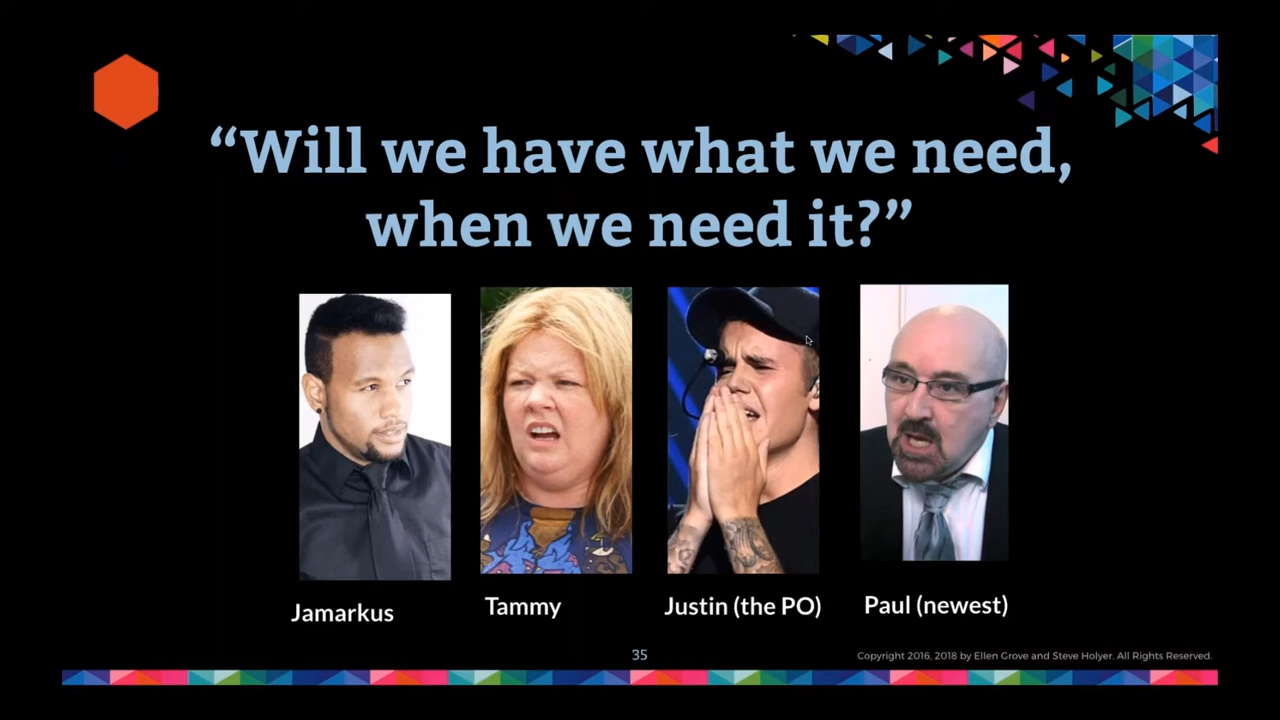 “Will we have what we need,
when we need it?”
Jamarkus
Tammy
Justin (the PO)
Paul (newest)
35
Copyright 2016, 2018 by Ellen Grove and Steve Holyer. All Rights Reserved.